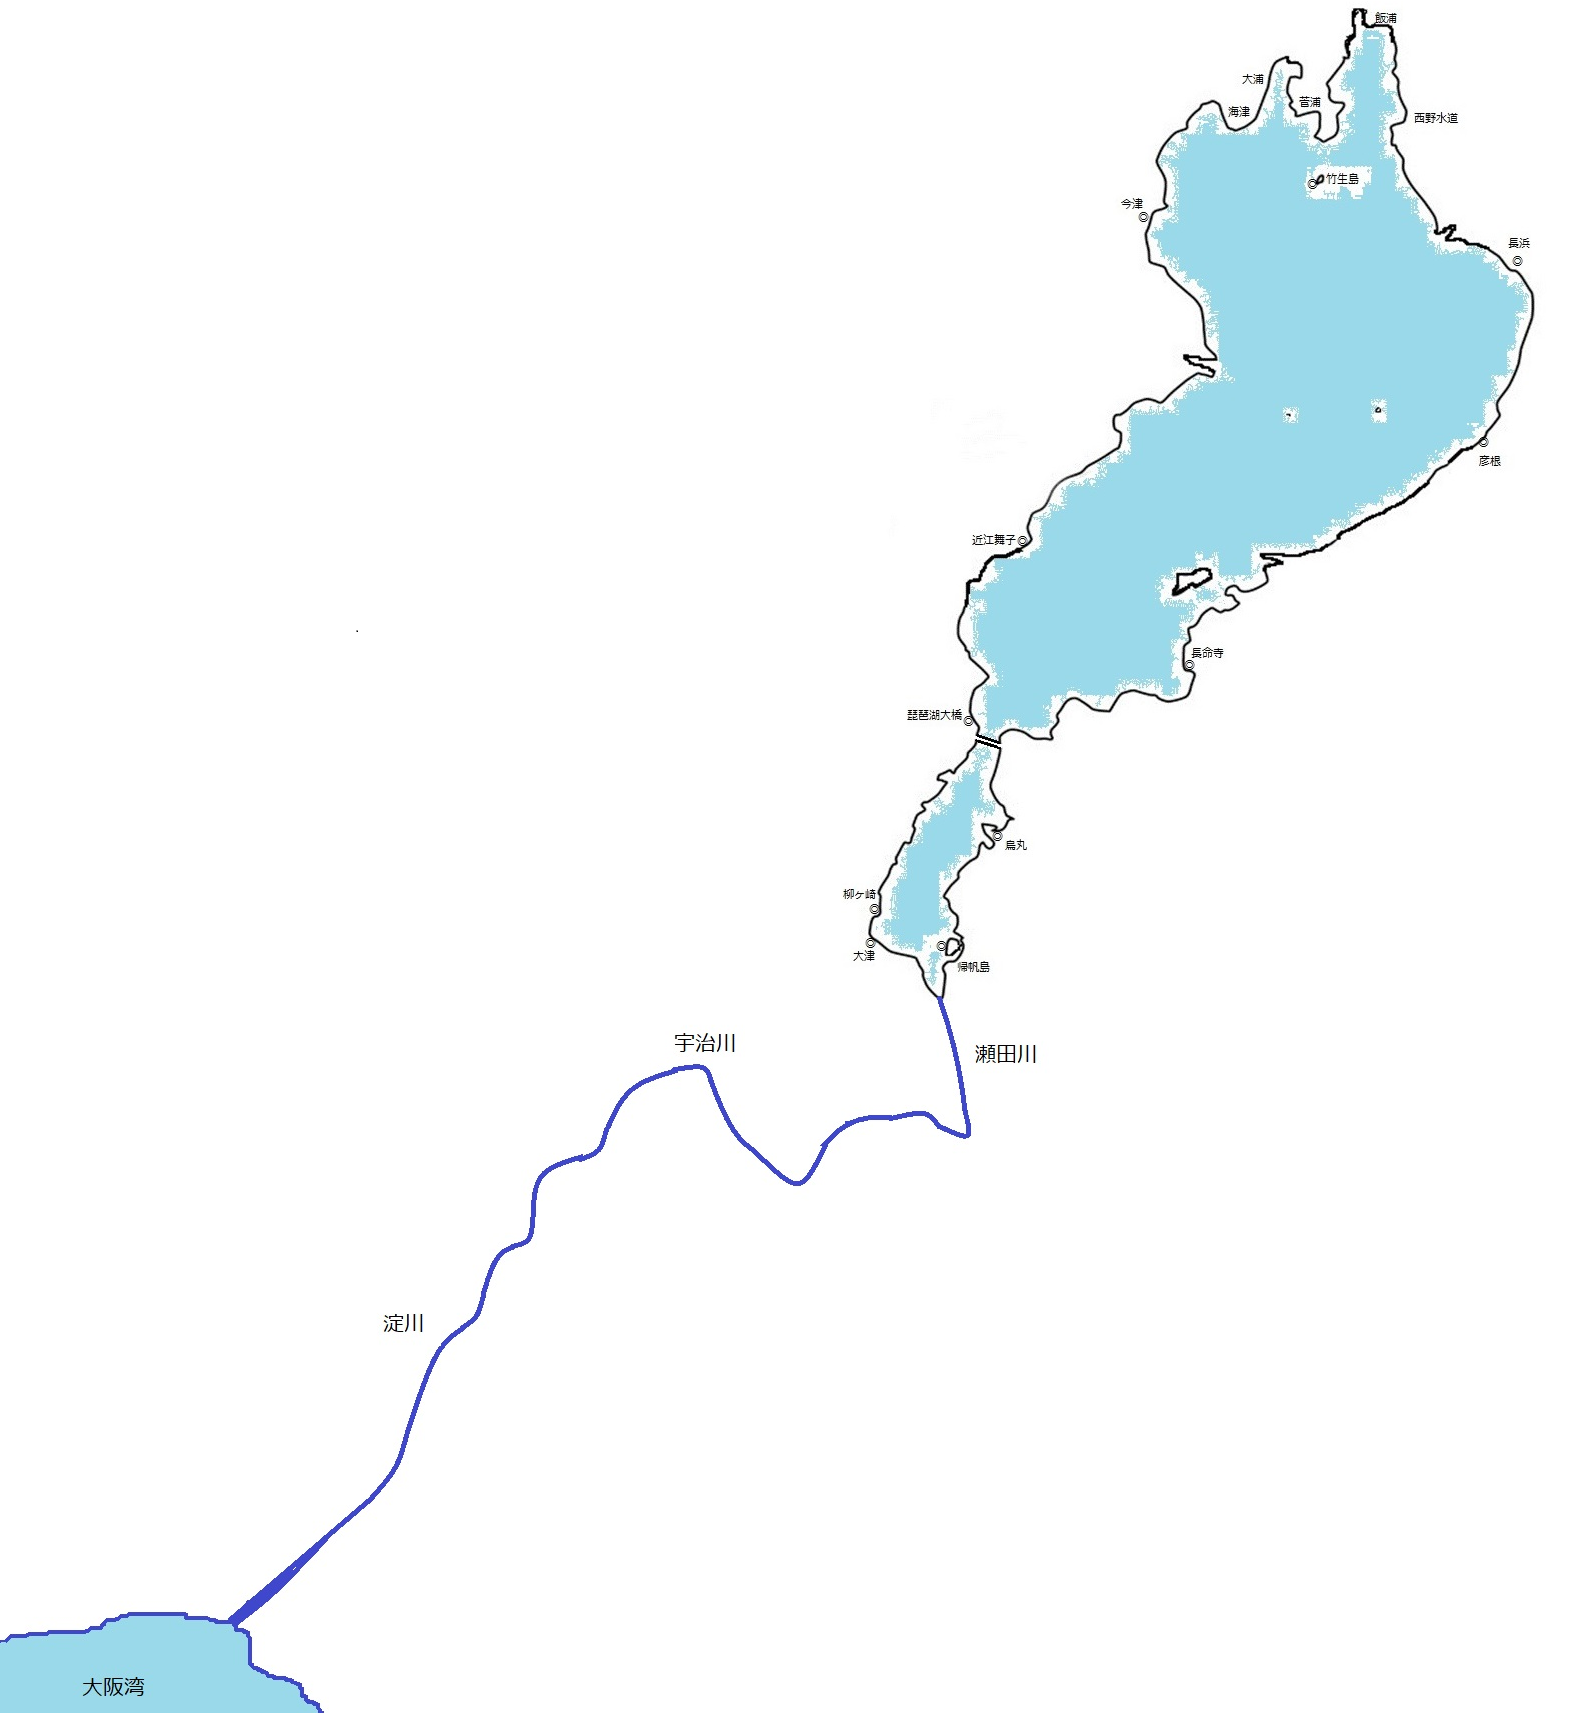 飯浦
大浦
菅浦
海津
西野水道
竹生島
今津
長浜
彦根
近江舞子
長命寺
琵琶湖大橋
烏丸
柳ヶ崎
大津
帰帆島
宇治川
瀬田川
淀川
大阪湾